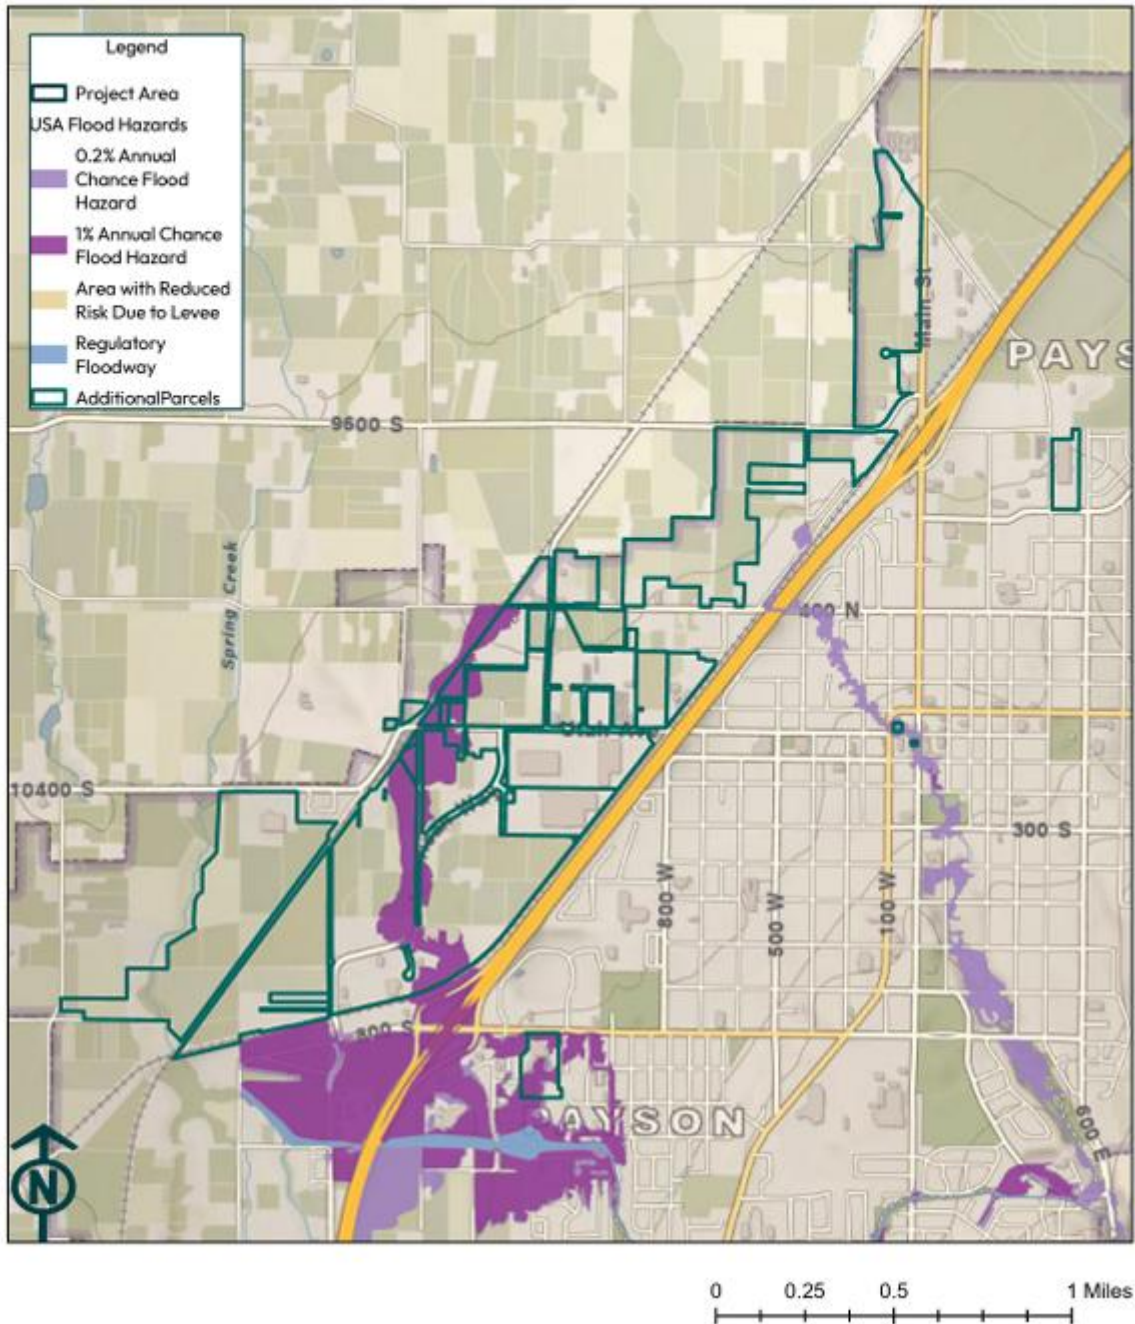 Legend
Project Area
USA Flood Hazards
0.2% Annual
Chance Flood
Hazard
1% Annual Chance
Flood Hazard
Area with Reduced
Risk Due to Levee
Regulatory
Floodway
AdditionalParcels
Main St
PAYS
9600 S
Spring Creek
400 N
Utah Ave
10400 S
300 S
800 W
500 W
100 W
800 S
PAYSON
600 E
N
0 0.25 0.5 1 Miles